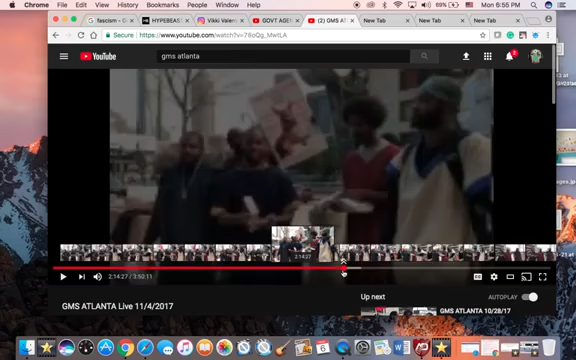 Chrome File Edit View History Bookmarks People Window Help
69% Mon 6:55 PM
fascism - G
HYPEBEAS
Vikki Valen
GOVT AGEN
(2) GMS AT
New Tab
New Tab
New Tab
Secure https://www.youtube.com/watch?v=78oQg_MwtLA
YouTube
gms atlanta
2:14:27
2:14:27 / 3:50:11
GMS ATLANTA Live 11/4/2017
Up next
AUTOPLAY
GMS ATLANTA 10/28/17